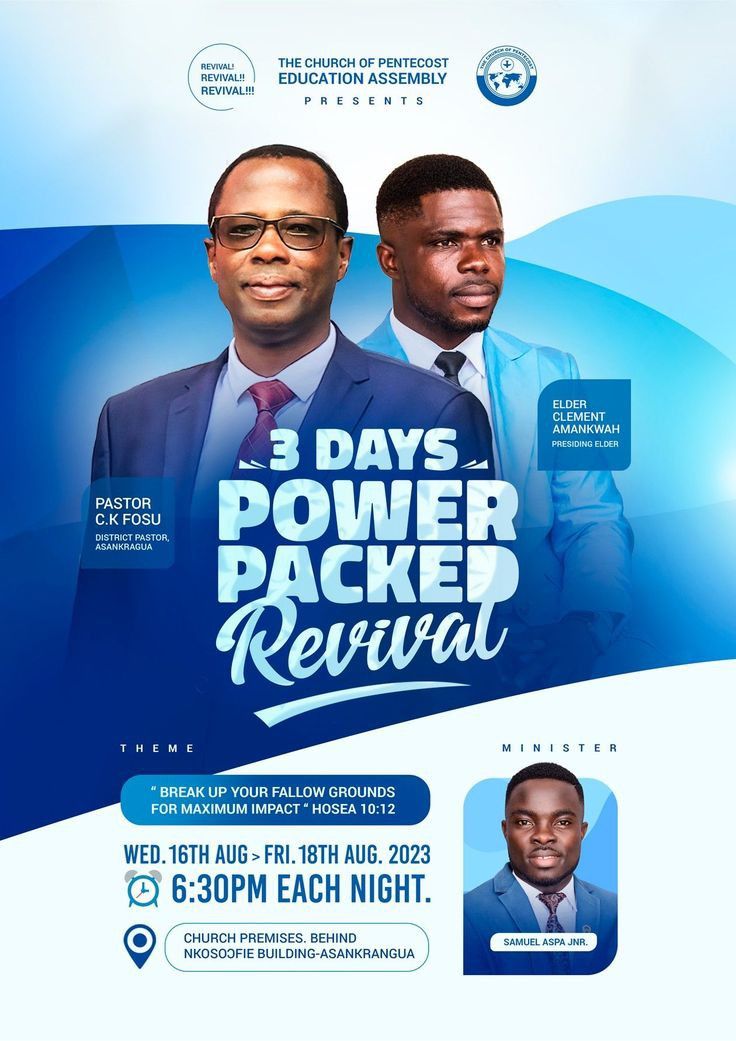 REVIVAL!
REVIVAL!!
REVIVAL!!!
THE CHURCH OF PENTECOST
EDUCATION ASSEMBLY
PRESENTS
THE CHURCH OF PENTECOST
ELDER
CLEMENT
AMANKWAH
PRESIDING ELDER
PASTOR
C.K FOSU
DISTRICT PASTOR,
ASANKRAGUA
3 DAYS
POWER
PACKED
Revival
THEME
“ BREAK UP YOUR FALLOW GROUNDS
FOR MAXIMUM IMPACT “ HOSEA 10:12
WED. 16TH AUG > FRI. 18TH AUG. 2023
6:30PM EACH NIGHT.
CHURCH PREMISES. BEHIND
NKOSOƆFIE BUILDING-ASANKRANGUA
MINISTER
SAMUEL ASPA JNR.